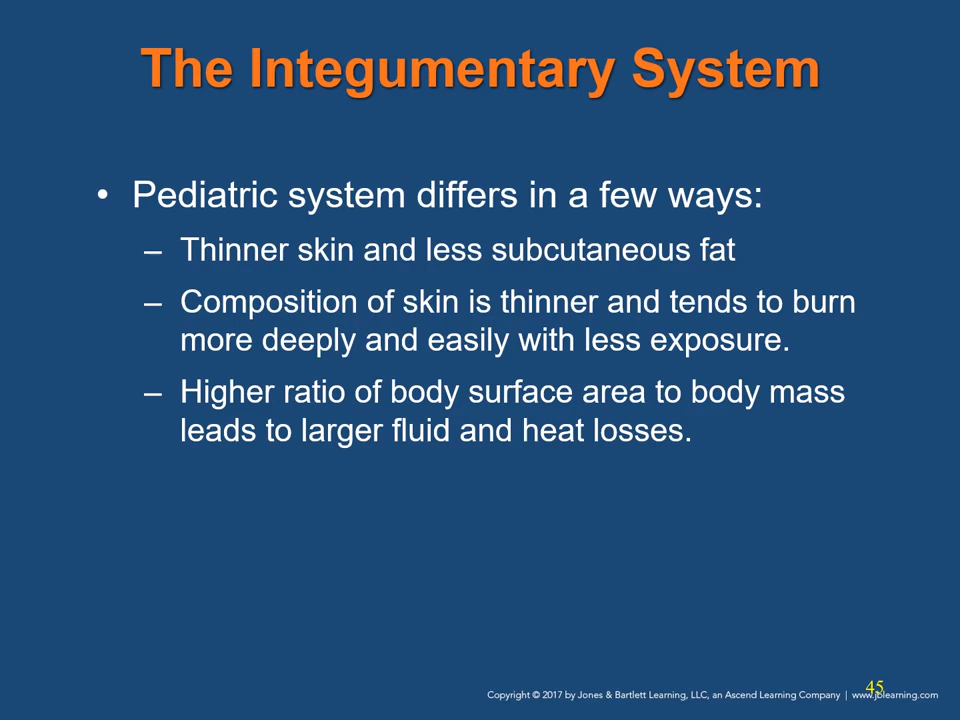 The Integumentary System
• Pediatric system differs in a few ways:
– Thinner skin and less subcutaneous fat
– Composition of skin is thinner and tends to burn
more deeply and easily with less exposure.
– Higher ratio of body surface area to body mass
leads to larger fluid and heat losses.
45
Copyright © 2017 by Jones & Bartlett Learning, LLC, an Ascend Learning Company | www.jblearning.com